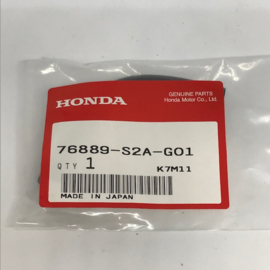 GENUINE PARTS
HONDA
Honda Motor Co., Ltd.
76889-S2A-G01
QTY 1
K7M11
MADE IN JAPAN